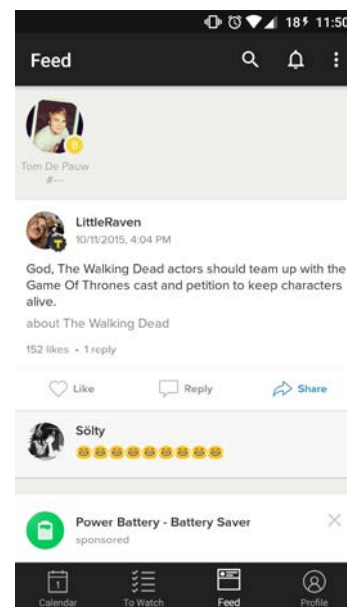 18 11:50
Feed
B
Tom De Pauw
#---
LittleRaven
10/11/2015, 4:04 PM
God, The Walking Dead actors should team up with the
Game Of Thrones cast and petition to keep characters
alive.
about The Walking Dead
152 likes • 1 reply
Like Reply Share
Sölty
😂😂😂😂😂😂😂😂😂
Power Battery - Battery Saver
sponsored
1
Calendar To Watch Feed Profile